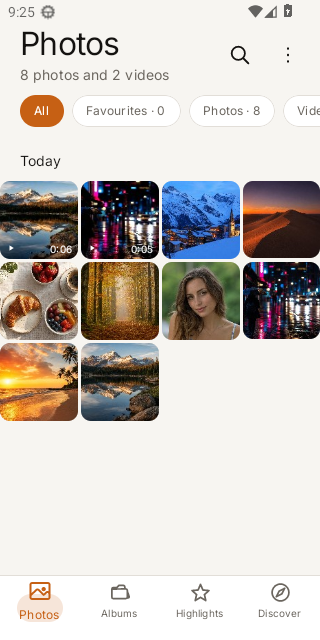 9:25
Photos
8 photos and 2 videos
All
Favourites · 0
Photos · 8
Vide
Today
0:06
0:05
Photos
Albums
Highlights
Discover